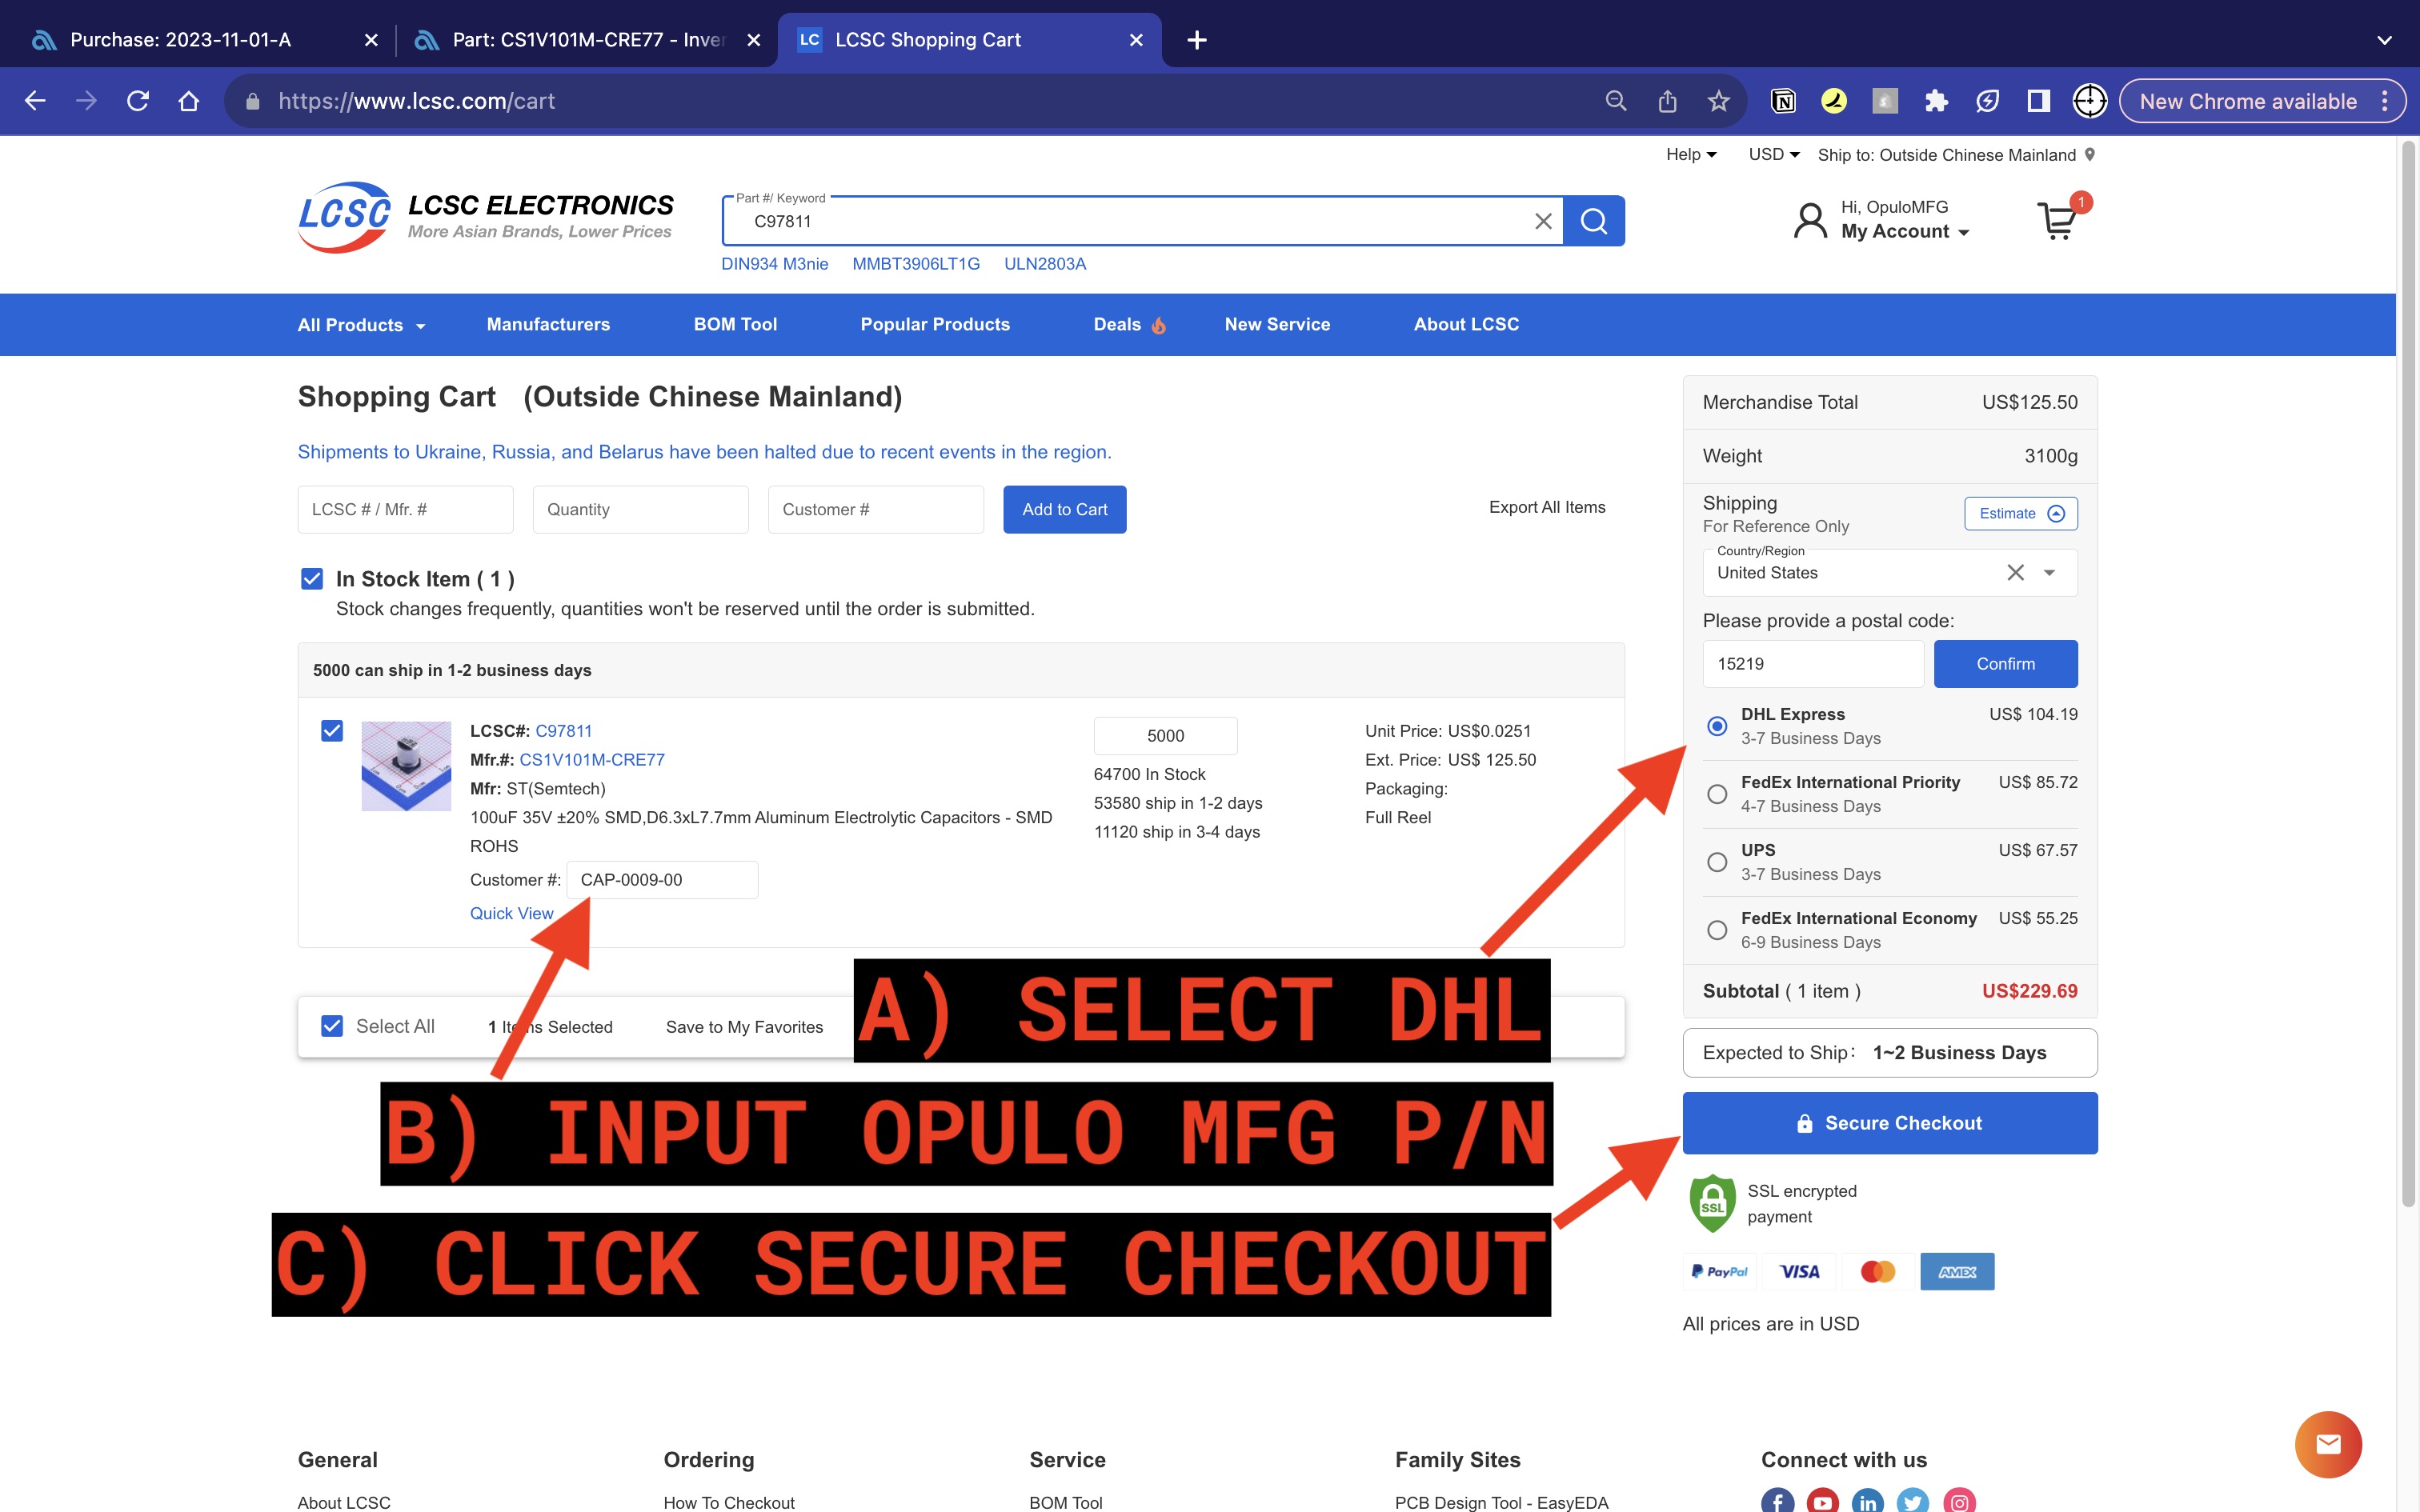 Purchase: 2023-11-01-A
Part: CS1V101M-CRE77 - Inver
LC LCSC Shopping Cart
https://www.lcsc.com/cart
New Chrome available
Help
USD
Ship to: Outside Chinese Mainland
LCSC
LCSC ELECTRONICS
More Asian Brands, Lower Prices
Part #/ Keyword
C97811
Hi, OpuloMFG
My Account
1
DIN934 M3nie MMBT3906LT1G ULN2803A
All Products Manufacturers BOM Tool Popular Products Deals New Service About LCSC
Shopping Cart (Outside Chinese Mainland)
Shipments to Ukraine, Russia, and Belarus have been halted due to recent events in the region.
LCSC # / Mfr. # Quantity Customer # Add to Cart
Export All Items
In Stock Item ( 1 )
Stock changes frequently, quantities won't be reserved until the order is submitted.
5000 can ship in 1-2 business days
LCSC#: C97811
Mfr.#: CS1V101M-CRE77
Mfr: ST(Semtech)
100uF 35V ±20% SMD,D6.3xL7.7mm Aluminum Electrolytic Capacitors - SMD
ROHS
Customer #: CAP-0009-00
Quick View
5000
64700 In Stock
53580 ship in 1-2 days
11120 ship in 3-4 days
Unit Price: US$0.0251
Ext. Price: US$ 125.50
Packaging:
Full Reel
Select All 1 Items Selected Save to My Favorites
A) SELECT DHL
B) INPUT OPULO MFG P/N
C) CLICK SECURE CHECKOUT
Merchandise Total US$125.50
Weight 3100g
Shipping
For Reference Only
Estimate
Country/Region
United States
Please provide a postal code:
15219 Confirm
DHL Express US$ 104.19
3-7 Business Days
FedEx International Priority US$ 85.72
4-7 Business Days
UPS US$ 67.57
3-7 Business Days
FedEx International Economy US$ 55.25
6-9 Business Days
Subtotal ( 1 item ) US$229.69
Expected to Ship: 1~2 Business Days
Secure Checkout
SSL
SSL encrypted
payment
PayPal VISA AMEX
All prices are in USD
General Ordering Service Family Sites Connect with us
About LCSC How To Checkout BOM Tool PCB Design Tool - EasyEDA